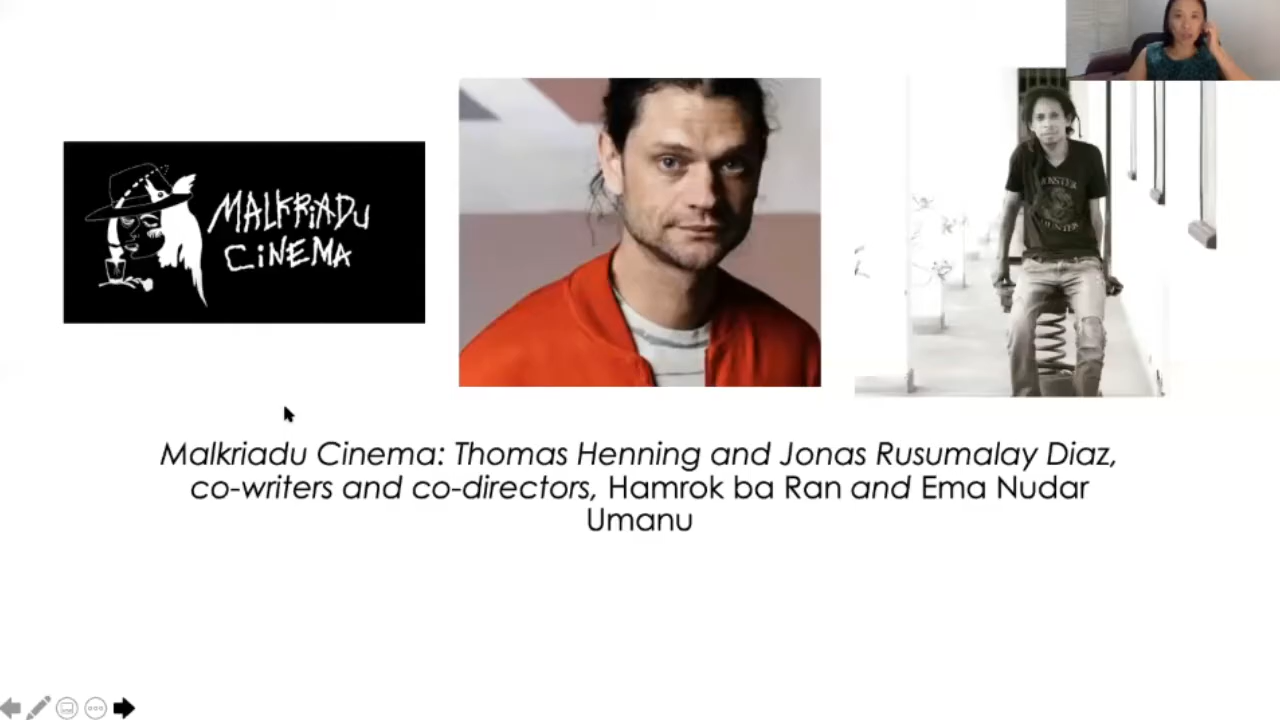 MALKRiADU
CiNEMA
MONSTER
Malkriadu Cinema: Thomas Henning and Jonas Rusumalay Diaz,
co-writers and co-directors, Hamrok ba Ran and Ema Nudar
Umanu